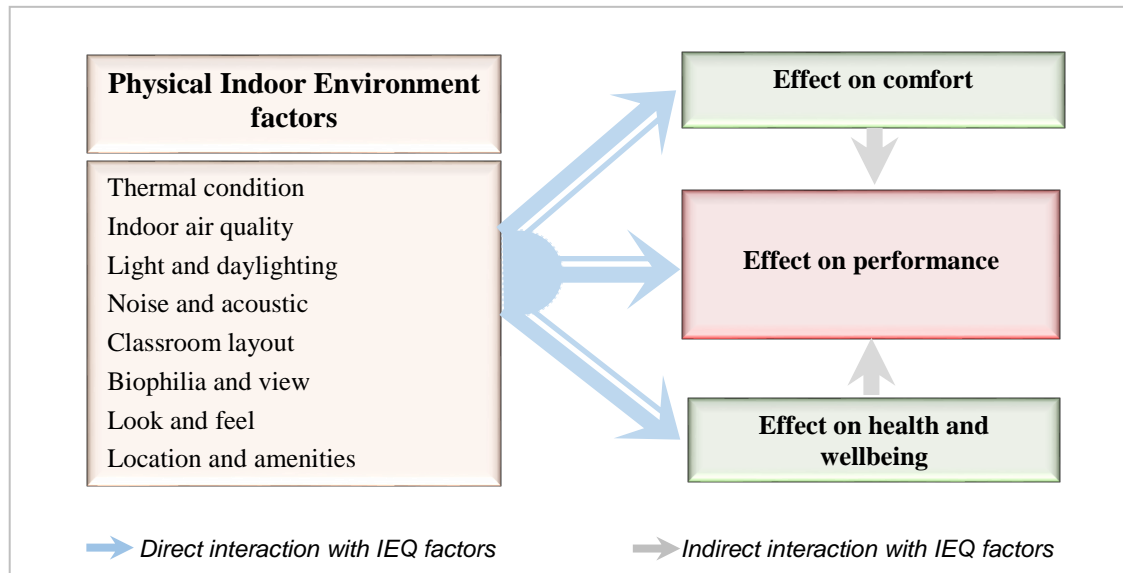 Physical Indoor Environment
factors
Thermal condition
Indoor air quality
Light and daylighting
Noise and acoustic
Classroom layout
Biophilia and view
Look and feel
Location and amenities
Effect on comfort
Effect on performance
Effect on health and
wellbeing
Direct interaction with IEQ factors
Indirect interaction with IEQ factors